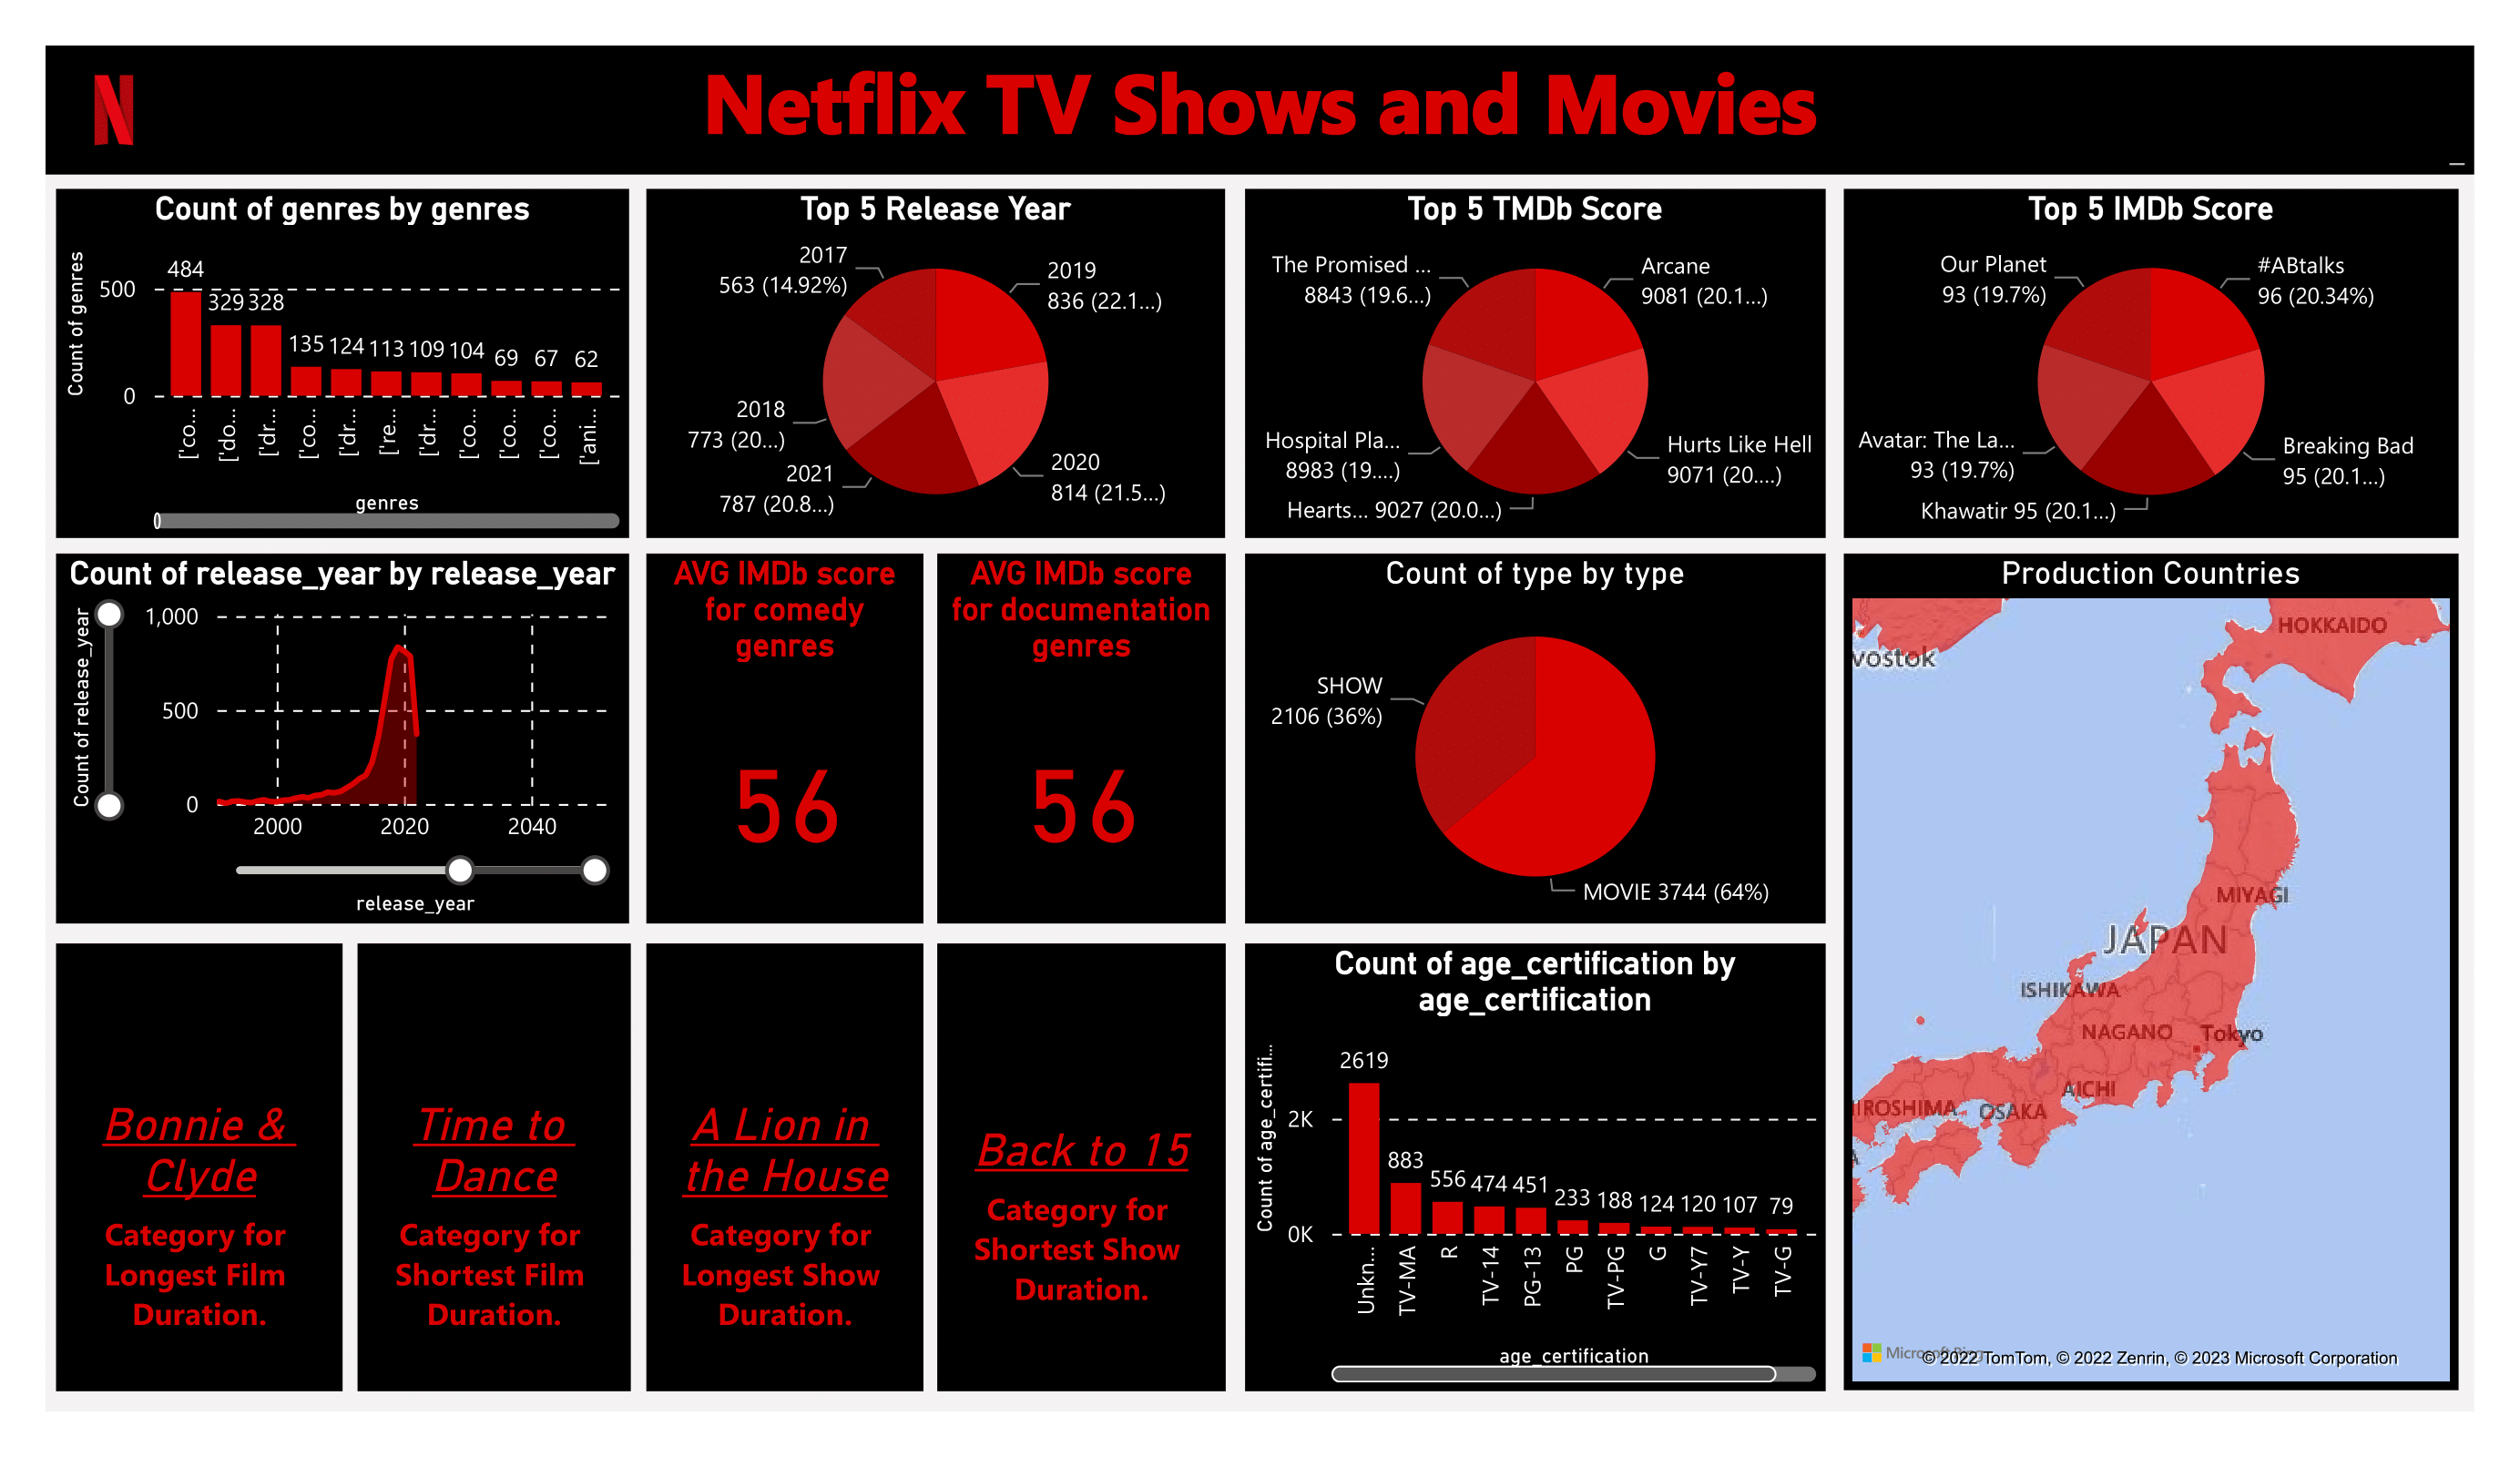 Netflix TV Shows and Movies
Count of genres by genres
Count of genres
500
0
484
329
328
135
124
113
109
104
69
67
62
['co...
['do...
['dr...
['co...
['dr...
['re...
['dr...
['co...
['co...
['co...
['ani...
genres
Top 5 Release Year
2017
563 (14.92%)
2019
836 (22.1...)
2018
773 (20...)
2021
787 (20.8...)
2020
814 (21.5...)
Top 5 TMDb Score
The Promised ...
8843 (19.6...)
Arcane
9081 (20.1...)
Hospital Pla...
8983 (19....)
Hurts Like Hell
9071 (20....)
Hearts... 9027 (20.0...)
Top 5 IMDb Score
Our Planet
93 (19.7%)
#ABtalks
96 (20.34%)
Avatar: The La...
93 (19.7%)
Breaking Bad
95 (20.1...)
Khawatir 95 (20.1...)
Count of release_year by release_year
Count of release_year
1,000
500
0
2000
2020
2040
release_year
AVG IMDb score
for comedy
genres
56
AVG IMDb score
for documentation
genres
56
Count of type by type
SHOW
2106 (36%)
MOVIE 3744 (64%)
Production Countries
HOKKAIDO
vostok
MIYAGI
JAPAN
ISHIKAWA
NAGANO
Tokyo
AICHI
IROSHIMA
OSAKA
Microsoft Bing
© 2022 TomTom, © 2022 Zenrin, © 2023 Microsoft Corporation
Bonnie &
Clyde
Category for
Longest Film
Duration.
Time to
Dance
Category for
Shortest Film
Duration.
A Lion in
the House
Category for
Longest Show
Duration.
Back to 15
Category for
Shortest Show
Duration.
Count of age_certification by
age_certification
Count of age_certifi...
2K
0K
2619
883
556
474
451
233
188
124
120
107
79
Unkn...
TV-MA
R
TV-14
PG-13
PG
TV-PG
G
TV-Y7
TV-Y
TV-G
age_certification